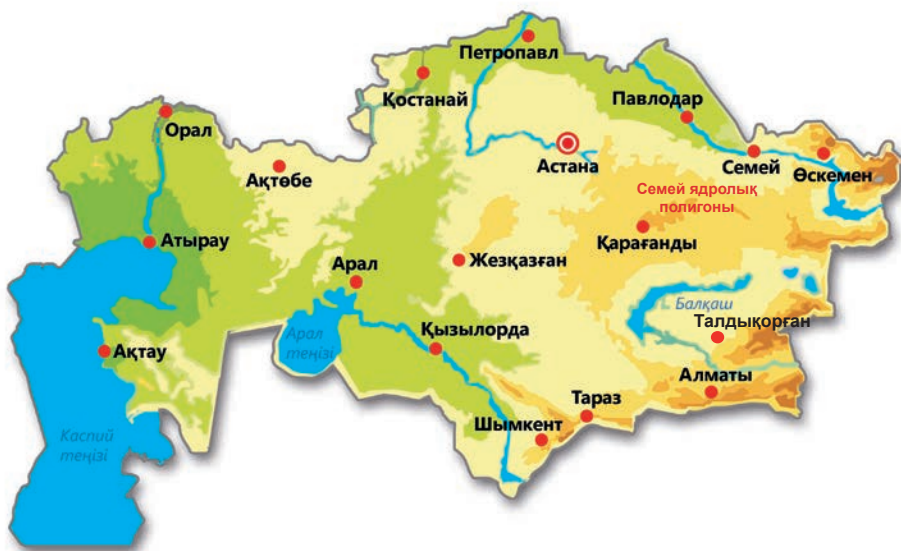 Петропавл
Қостанай
Павлодар
Орал
Астана
Семей
Өскемен
Ақтөбе
Семей ядролық
полигоны
Атырау
Қарағанды
Жезқазған
Арал
Балқаш
Арал
теңізі
Қызылорда
Талдықорған
Ақтау
Алматы
Тараз
Шымкент
Каспий
теңізі